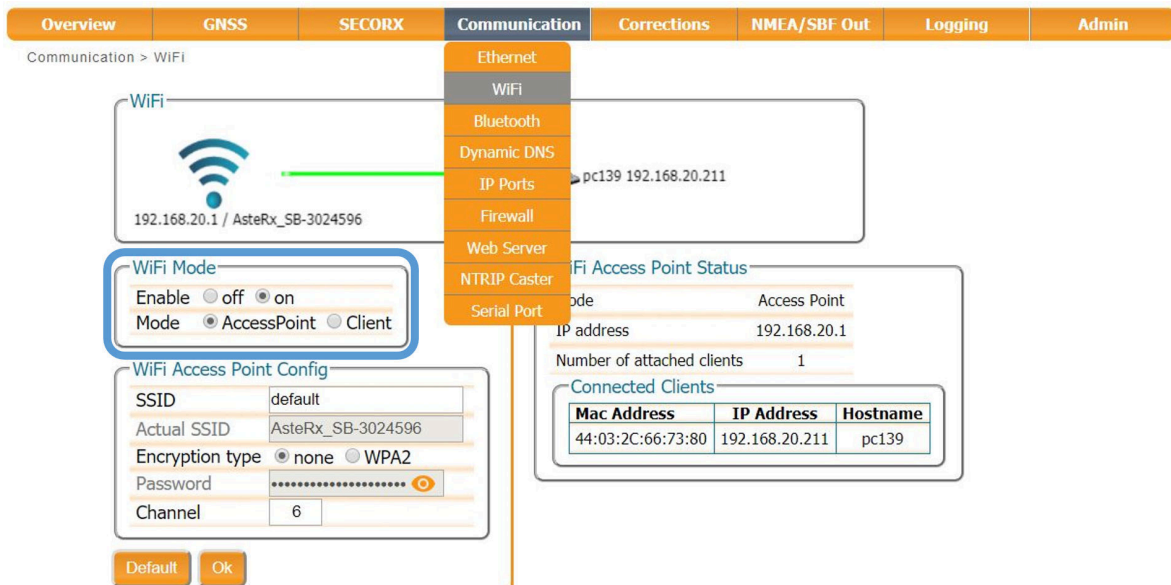 Overview GNSS SECORX Communication Corrections NMEA/SBF Out Logging Admin
Communication > WiFi
Ethernet
WiFi
Bluetooth
Dynamic DNS
IP Ports
Firewall
Web Server
NTRIP Caster
Serial Port
WiFi
pc139 192.168.20.211
192.168.20.1 / AsteRx_SB-3024596
WiFi Mode
Enable off on
Mode AccessPoint Client
WiFi Access Point Config
SSID default
Actual SSID AsteRx_SB-3024596
Encryption type none WPA2
Password
Channel 6
Default Ok
Access Point Status
Access Point
IP address 192.168.20.1
Number of attached clients 1
Connected Clients
Mac Address IP Address Hostname
44:03:2C:66:73:80 192.168.20.211 pc139